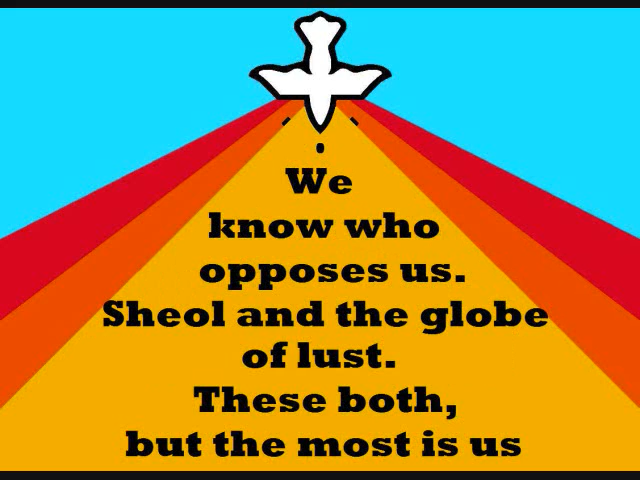 We
know who
opposes us.
Sheol and the globe
of lust.
These both,
but the most is us